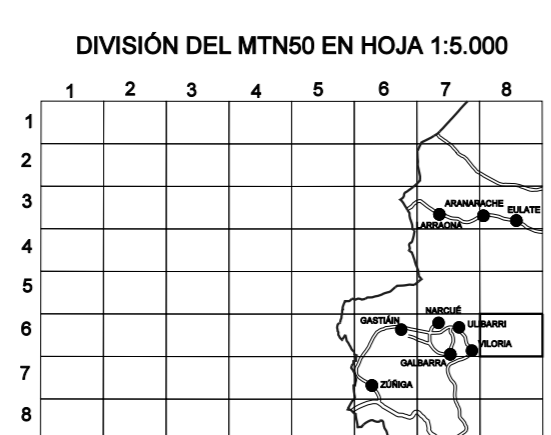 DIVISIÓN DEL MTN50 EN HOJA 1:5.000
1 2 3 4 5 6 7 8
1
2
3
ARANARACHE
EULATE
LARRAONA
4
5
6
NARCUÉ
GASTIÁIN
ULIBARRI
VILORIA
GALBARRA
7
ZÚÑIGA
8